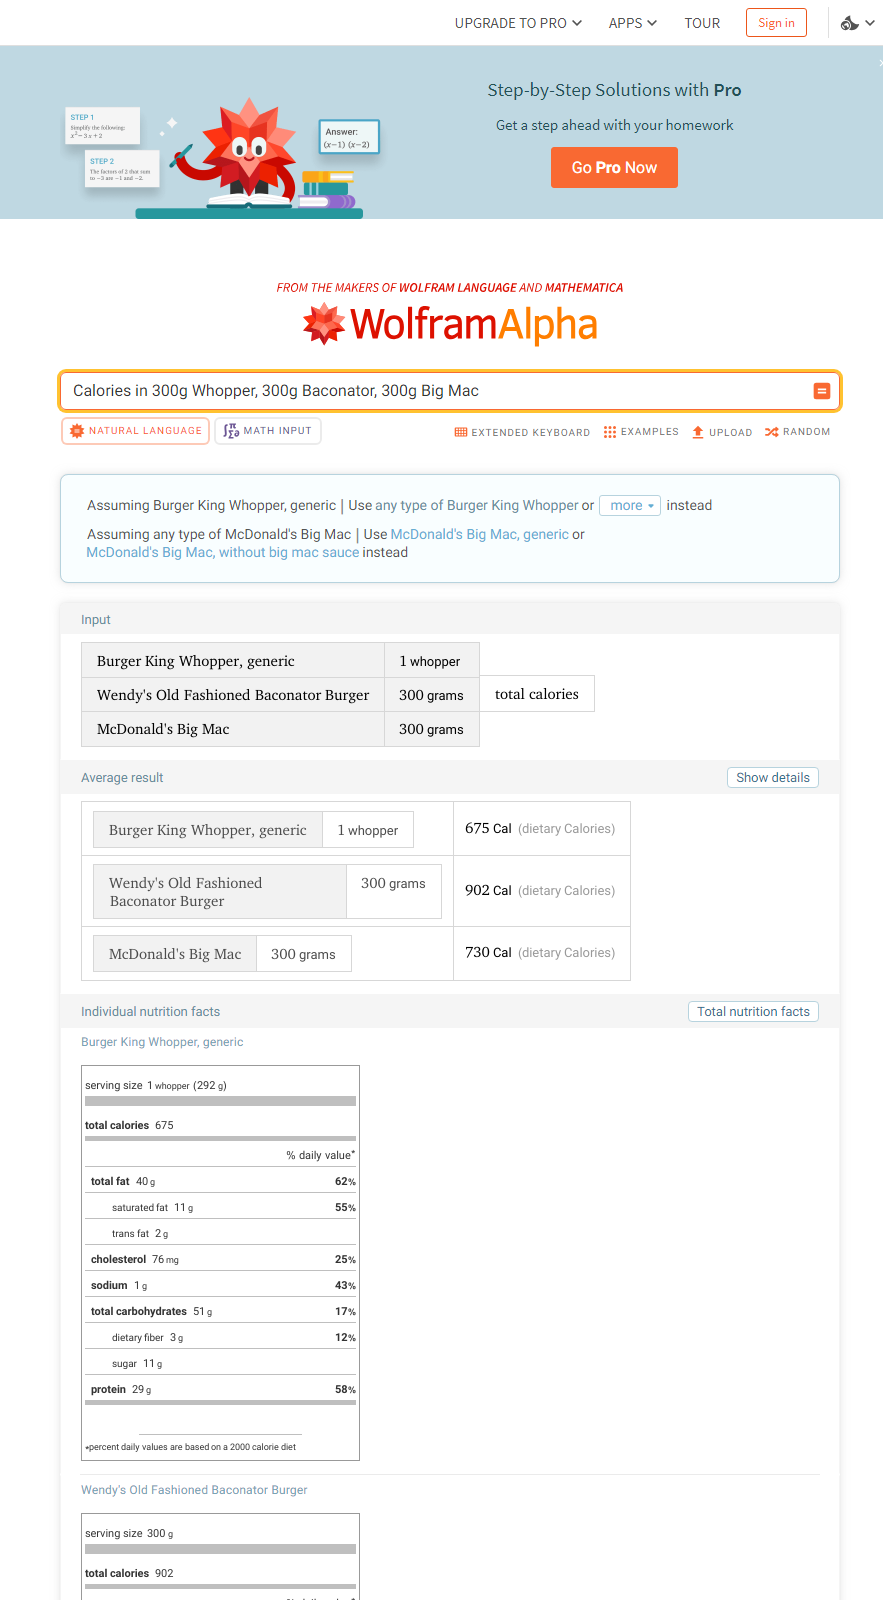 UPGRADE TO PRO APPS TOUR Sign in
Step-by-Step Solutions with Pro
Get a step ahead with your homework
Go Pro Now
STEP 1
Simplify the following:
x² − 3 x + 2
STEP 2
The factors of 2 that sum
to −3 are −1 and −2.
Answer:
(x−1) (x−2)
FROM THE MAKERS OF WOLFRAM LANGUAGE AND MATHEMATICA
WolframAlpha
Calories in 300g Whopper, 300g Baconator, 300g Big Mac
NATURAL LANGUAGE MATH INPUT EXTENDED KEYBOARD EXAMPLES UPLOAD RANDOM
Assuming Burger King Whopper, generic | Use any type of Burger King Whopper or more instead
Assuming any type of McDonald's Big Mac | Use McDonald's Big Mac, generic or
McDonald's Big Mac, without big mac sauce instead
Input
Burger King Whopper, generic 1 whopper
Wendy's Old Fashioned Baconator Burger 300 grams total calories
McDonald's Big Mac 300 grams
Average result Show details
Burger King Whopper, generic 1 whopper 675 Cal (dietary Calories)
Wendy's Old Fashioned
Baconator Burger 300 grams 902 Cal (dietary Calories)
McDonald's Big Mac 300 grams 730 Cal (dietary Calories)
Individual nutrition facts Total nutrition facts
Burger King Whopper, generic
serving size 1 whopper (292 g)
total calories 675
% daily value*
total fat 40 g 62%
saturated fat 11 g 55%
trans fat 2 g
cholesterol 76 mg 25%
sodium 1 g 43%
total carbohydrates 51 g 17%
dietary fiber 3 g 12%
sugar 11 g
protein 29 g 58%
*percent daily values are based on a 2000 calorie diet
Wendy's Old Fashioned Baconator Burger
serving size 300 g
total calories 902